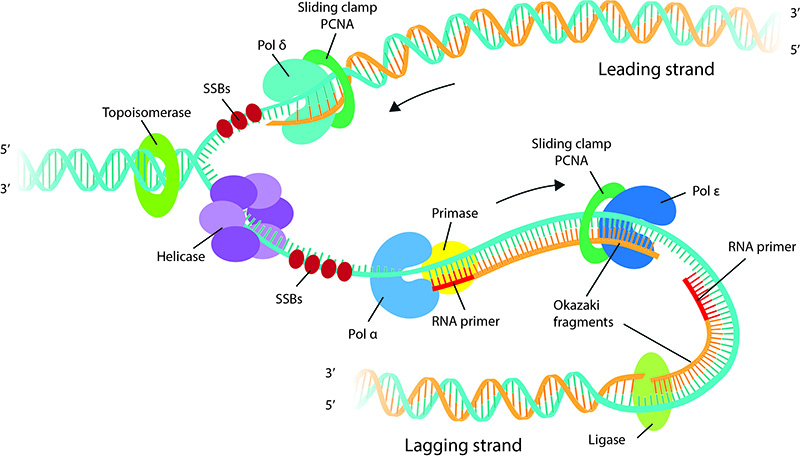 Sliding clamp
PCNA
3′
Pol δ
5′
Leading strand
SSBs
Topoisomerase
5′
3′
Sliding clamp
PCNA
Pol ε
Primase
Helicase
RNA primer
SSBs
RNA primer
Okazaki
fragments
Pol α
3′
5′
Ligase
Lagging strand